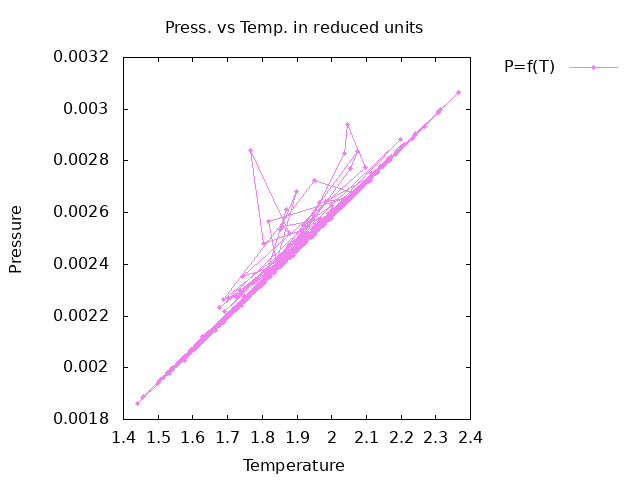 Press. vs Temp. in reduced units
P=f(T)
0.0032
0.003
0.0028
0.0026
0.0024
0.0022
0.002
0.0018
Pressure
1.4 1.5 1.6 1.7 1.8 1.9 2 2.1 2.2 2.3 2.4
Temperature